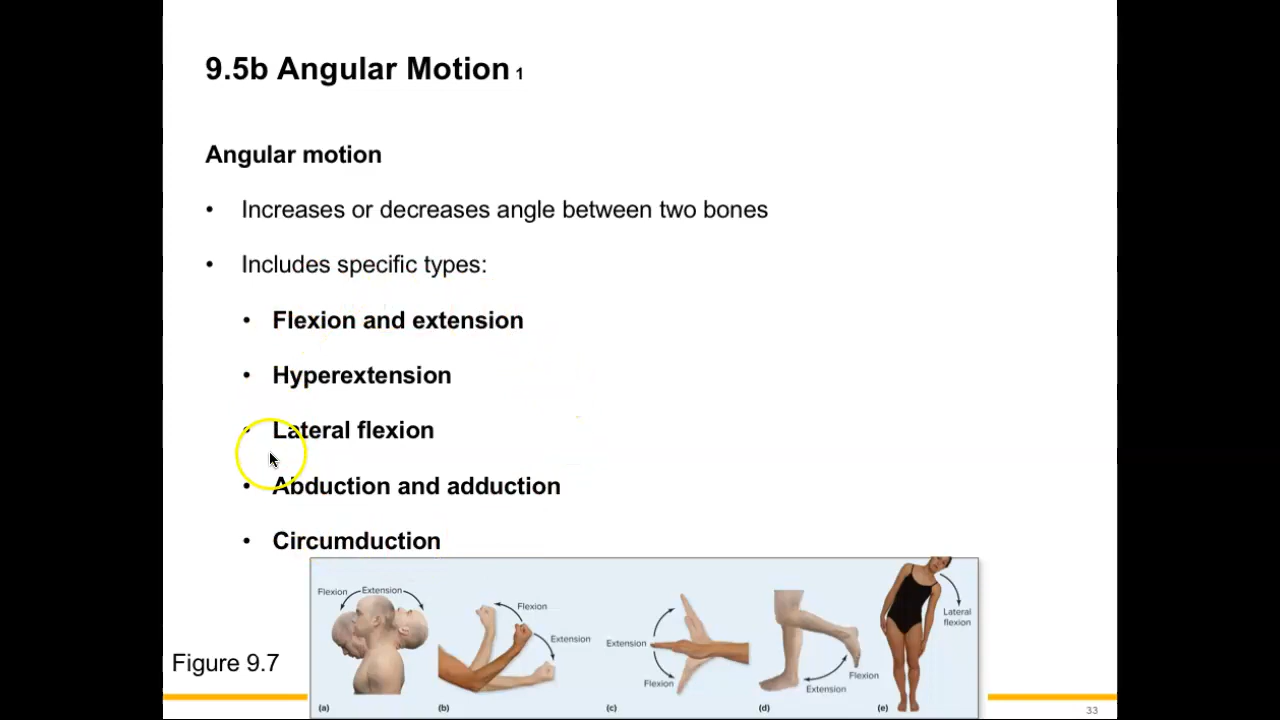 9.5b Angular Motion 1
Angular motion
• Increases or decreases angle between two bones
• Includes specific types:
• Flexion and extension
• Hyperextension
• Lateral flexion
• Abduction and adduction
• Circumduction
Figure 9.7
Flexion Extension
(a)
Flexion
Extension
(b)
Extension
Flexion
(c)
Flexion
Extension
(d)
Lateral
flexion
(e)
33